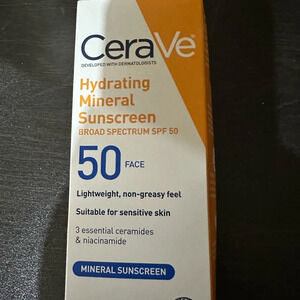 CeraVe
DEVELOPED WITH DERMATOLOGISTS
Hydrating
Mineral
Sunscreen
BROAD SPECTRUM SPF 50
50 FACE
Lightweight, non-greasy feel
Suitable for sensitive skin
3 essential ceramides
& niacinamide
MINERAL SUNSCREEN